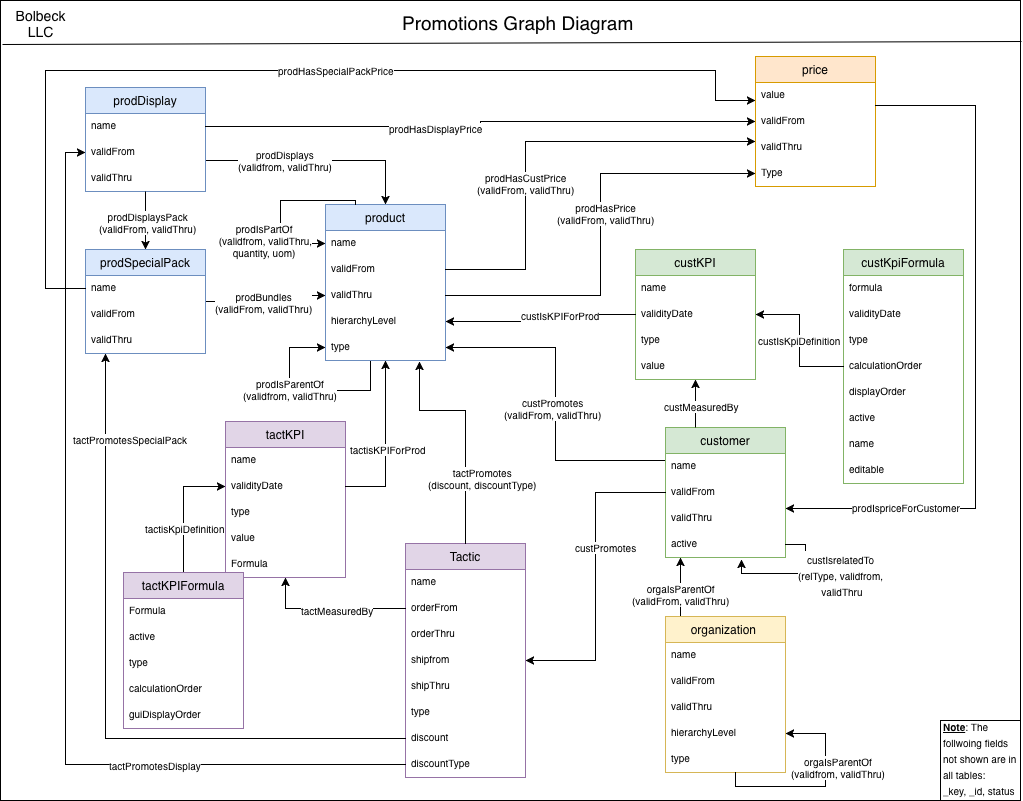 Bolbeck
LLC
Promotions Graph Diagram
prodHasSpecialPackPrice
price
value
validFrom
validThru
Type
prodDisplay
name
validFrom
validThru
prodHasDisplayPrice
prodDisplays
(validfrom, validThru)
prodHasCustPrice
(validFrom, validThru)
prodHasPrice
(validFrom, validThru)
prodDisplaysPack
(validFrom, validThru)
prodIsPartOf
(validfrom, validThru,
quantity, uom)
product
name
validFrom
validThru
hierarchyLevel
type
prodSpecialPack
name
validFrom
validThru
prodBundles
(validFrom, validThru)
custKPI
name
validityDate
type
value
custKpiFormula
formula
validityDate
type
calculationOrder
displayOrder
active
name
editable
custIsKPIForProd
custIsKpiDefinition
prodIsParentOf
(validfrom, validThru)
custPromotes
(validFrom, validThru)
custMeasuredBy
tactPromotesSpecialPack
tactKPI
name
validityDate
type
value
Formula
tactisKPIForProd
tactPromotes
(discount, discountType)
customer
name
validFrom
validThru
active
prodIspriceForCustomer
tactisKpiDefinition
custPromotes
custIsrelatedTo
(relType, validfrom,
validThru
tactKPIFormula
Formula
active
type
calculationOrder
guiDisplayOrder
tactMeasuredBy
Tactic
name
orderFrom
orderThru
shipfrom
shipThru
type
discount
discountType
orgaIsParentOf
(validFrom, validThru)
organization
name
validFrom
validThru
hierarchyLevel
type
orgaIsParentOf
(validfrom, validThru)
tactPromotesDisplay
Note: The
follwoing fields
not shown are in
all tables:
_key, _id, status